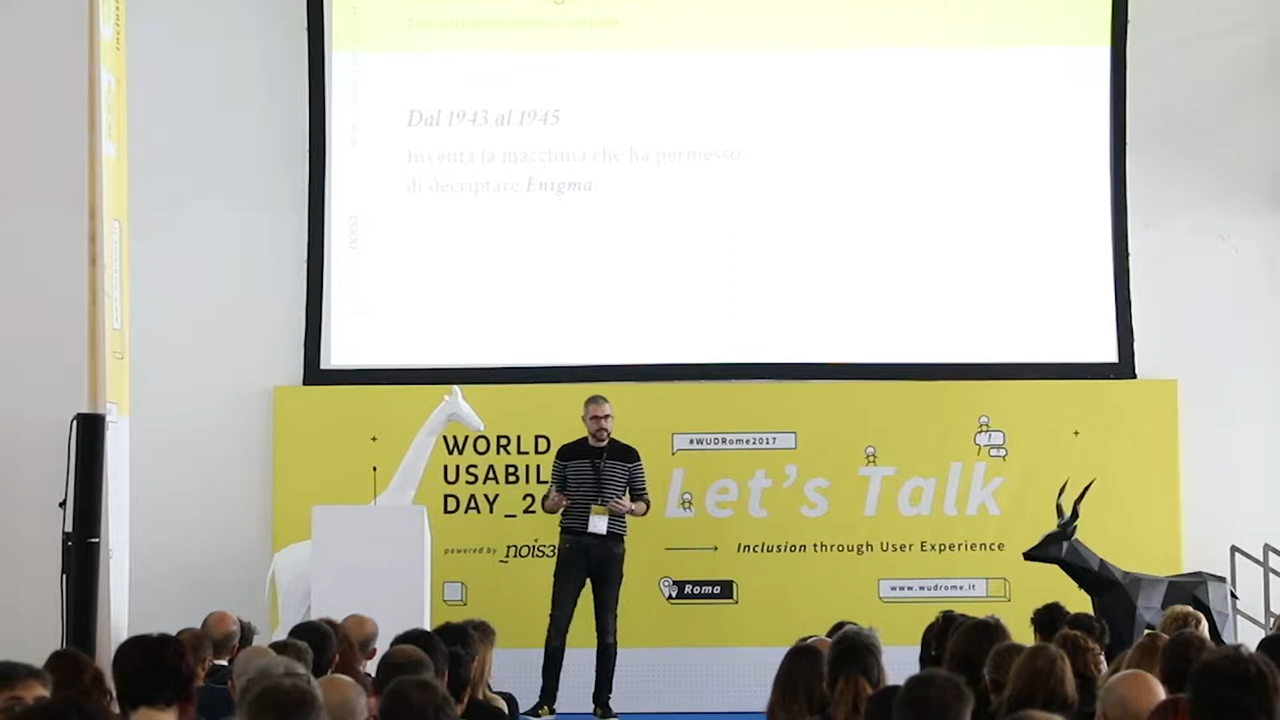 Dal 1943 al 1945
Inventa la macchina che ha permesso
di decriptare Enigma
WORLD
USABIL
DAY_20
powered by nois3
#WUDRome2017
Let's Talk
Inclusion through User Experience
Roma
www.wudrome.it
nois3